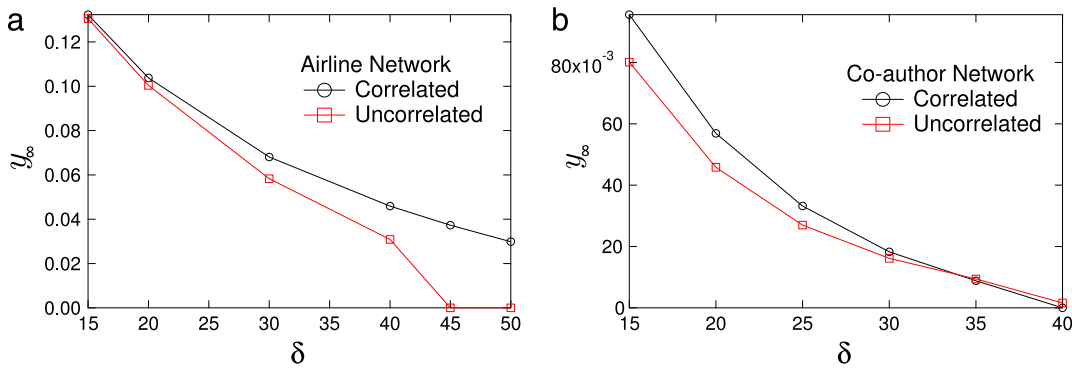 a
0.12
0.10
0.08
0.06
0.04
0.02
0.00
y∞
15 20 25 30 35 40 45 50
δ
Airline Network
Correlated
Uncorrelated
b
80x10⁻³
60
40
20
0
y∞
15 20 25 30 35 40
δ
Co-author Network
Correlated
Uncorrelated